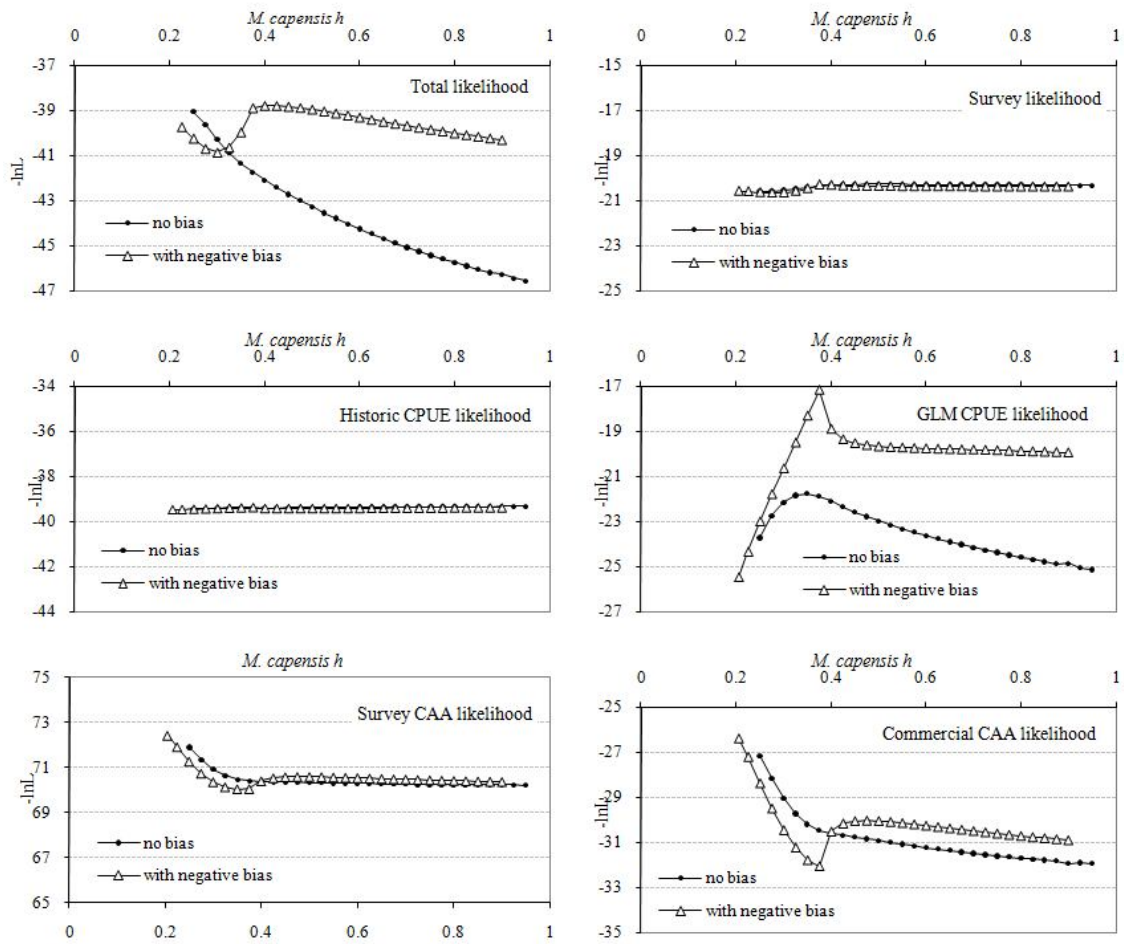 M. capensis h
0 0.2 0.4 0.6 0.8 1
-37
-39
-41
-43
-45
-47
-lnL
Total likelihood
no bias
with negative bias
M. capensis h
0 0.2 0.4 0.6 0.8 1
-15
-17
-19
-21
-23
-25
-lnL
Survey likelihood
no bias
with negative bias
M. capensis h
0 0.2 0.4 0.6 0.8 1
-34
-36
-38
-40
-42
-44
-lnL
Historic CPUE likelihood
no bias
with negative bias
M. capensis h
0 0.2 0.4 0.6 0.8 1
-17
-19
-21
-23
-25
-27
-lnL
GLM CPUE likelihood
no bias
with negative bias
M. capensis h
75
73
71
69
67
65
-lnL
Survey CAA likelihood
no bias
with negative bias
0 0.2 0.4 0.6 0.8 1
M. capensis h
0 0.2 0.4 0.6 0.8 1
-25
-27
-29
-31
-33
-35
-lnL
Commercial CAA likelihood
no bias
with negative bias